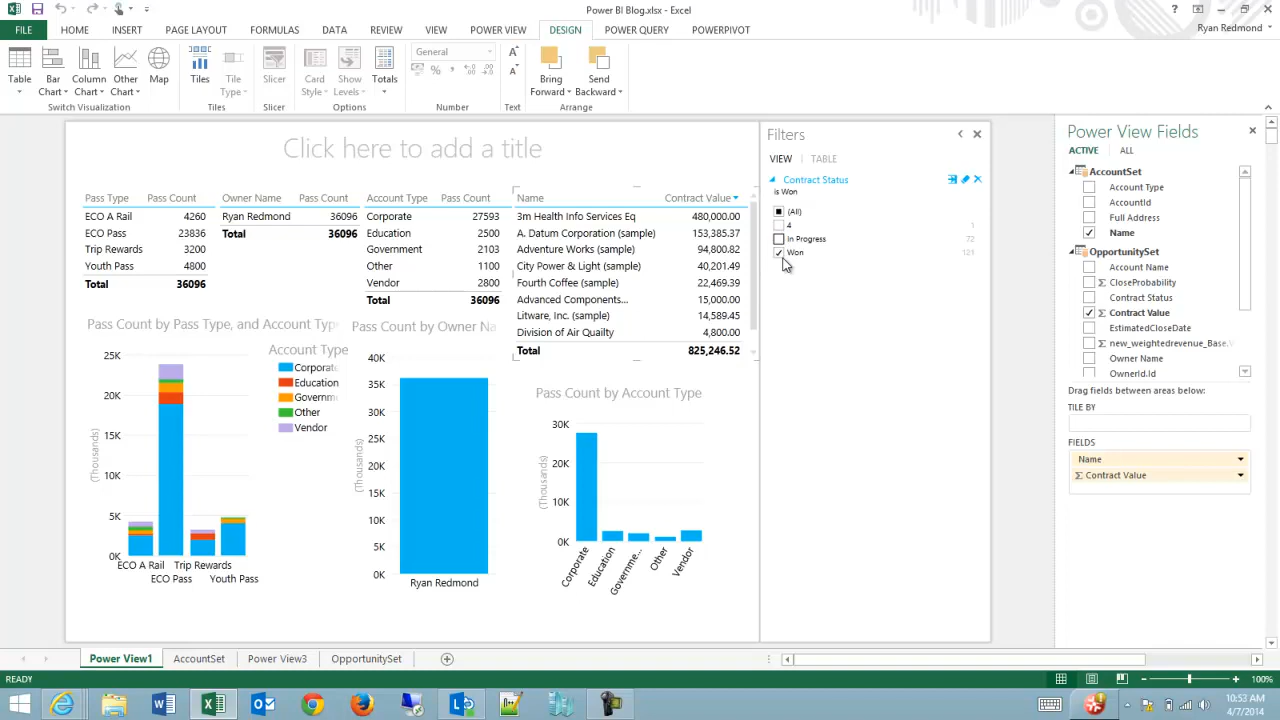 Power BI Blog.xlsx - Excel
FILE HOME INSERT PAGE LAYOUT FORMULAS DATA REVIEW VIEW POWER VIEW DESIGN POWER QUERY POWERPIVOT Ryan Redmond
Table Bar Chart Column Chart Other Chart Map
Switch Visualization
Tiles Tile Type
Tiles
Slicer
Slicer
Card Style Show Levels Totals
Options
General
Number
Text
Bring Forward Send Backward
Arrange
Click here to add a title
Pass Type Pass Count
ECO A Rail 4260
ECO Pass 23836
Trip Rewards 3200
Youth Pass 4800
Total 36096
Owner Name Pass Count
Ryan Redmond 36096
Total 36096
Account Type Pass Count
Corporate 27593
Education 2500
Government 2103
Other 1100
Vendor 2800
Total 36096
Name Contract Value
3m Health Info Services Eq 480,000.00
A. Datum Corporation (sample) 153,385.37
Adventure Works (sample) 94,800.82
City Power & Light (sample) 40,201.49
Fourth Coffee (sample) 22,469.39
Advanced Components... 15,000.00
Litware, Inc. (sample) 14,589.45
Division of Air Quailty 4,800.00
Total 825,246.52
Pass Count by Pass Type, and Account Typ
Account Type
Corporat
Education
Governm
Other
Vendor
25K
20K
15K
10K
5K
0K
(Thousands)
ECO A Rail Trip Rewards
ECO Pass Youth Pass
Pass Count by Owner Na
40K
35K
30K
25K
20K
15K
10K
5K
0K
(Thousands)
Ryan Redmond
Pass Count by Account Type
30K
20K
10K
0K
(Thousands)
Corporate Education Governme... Other Vendor
Filters
VIEW TABLE
Contract Status
is Won
(All)
4 1
In Progress 72
Won 121
Power View Fields
ACTIVE ALL
AccountSet
Account Type
AccountId
Full Address
Name
OpportunitySet
Account Name
Σ CloseProbability
Contract Status
Σ Contract Value
EstimatedCloseDate
Σ new_weightedrevenue_Base.
Owner Name
OwnerId.Id
Drag fields between areas below:
TILE BY
FIELDS
Name
Σ Contract Value
Power View1 AccountSet Power View3 OpportunitySet
READY 100%
10:53 AM
4/7/2014